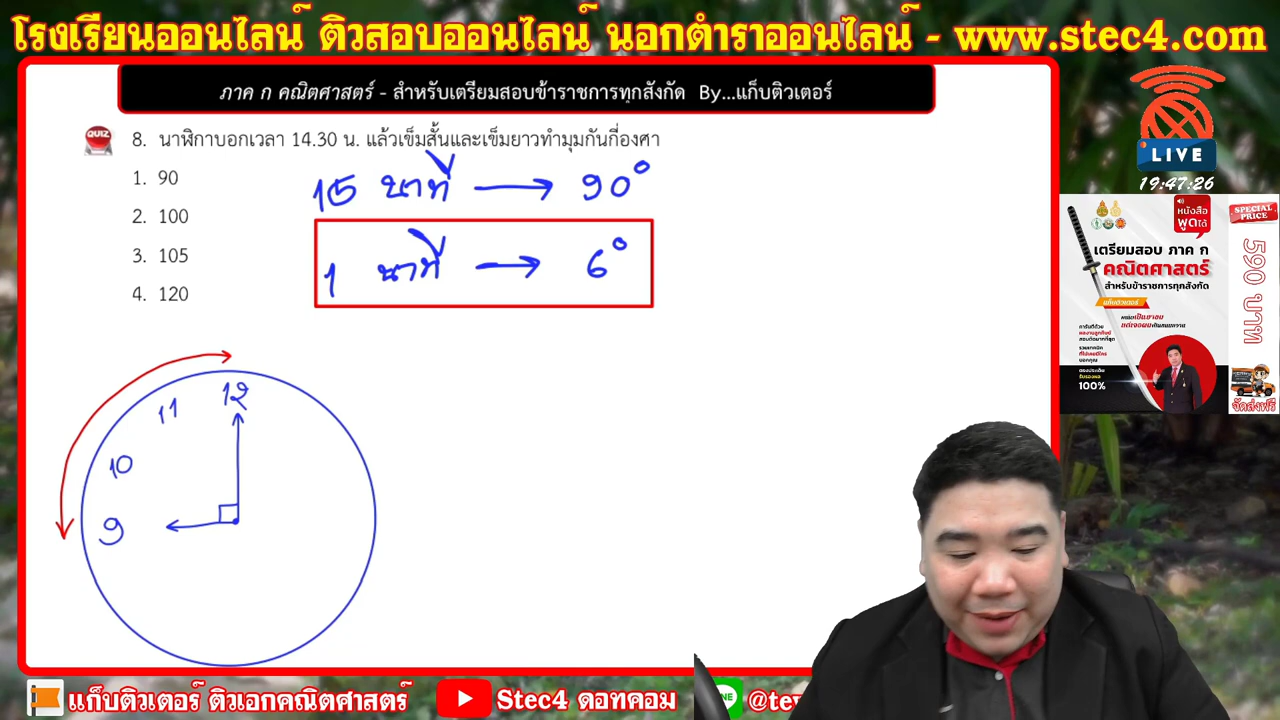 โรงเรียนออนไลน์ ติวสอบออนไลน์ นอกตำราออนไลน์ - www.stec4.com
ภาค ก คณิตศาสตร์ - สำหรับเตรียมสอบข้าราชการทุกสังกัด By...แก็บติวเตอร์
LIVE
19:47:26
QUIZ
8. นาฬิกาบอกเวลา 14.30 น. แล้วเข็มสั้นและเข็มยาวทำมุมกันกี่องศา
1. 90
2. 100
3. 105
4. 120
15 นาที → 90°
1 นาที → 6°
12
11
10
9
หนังสือ
พูดได้
SPECIAL
PRICE
เตรียมสอบ ภาค ก
คณิตศาสตร์
สำหรับข้าราชการทุกสังกัด
แก็บติวเตอร์
590 บาท
100%
จัดส่งฟรี
แก็บติวเตอร์ ติวเอกคณิตศาสตร์
Stec4 ดอทคอม